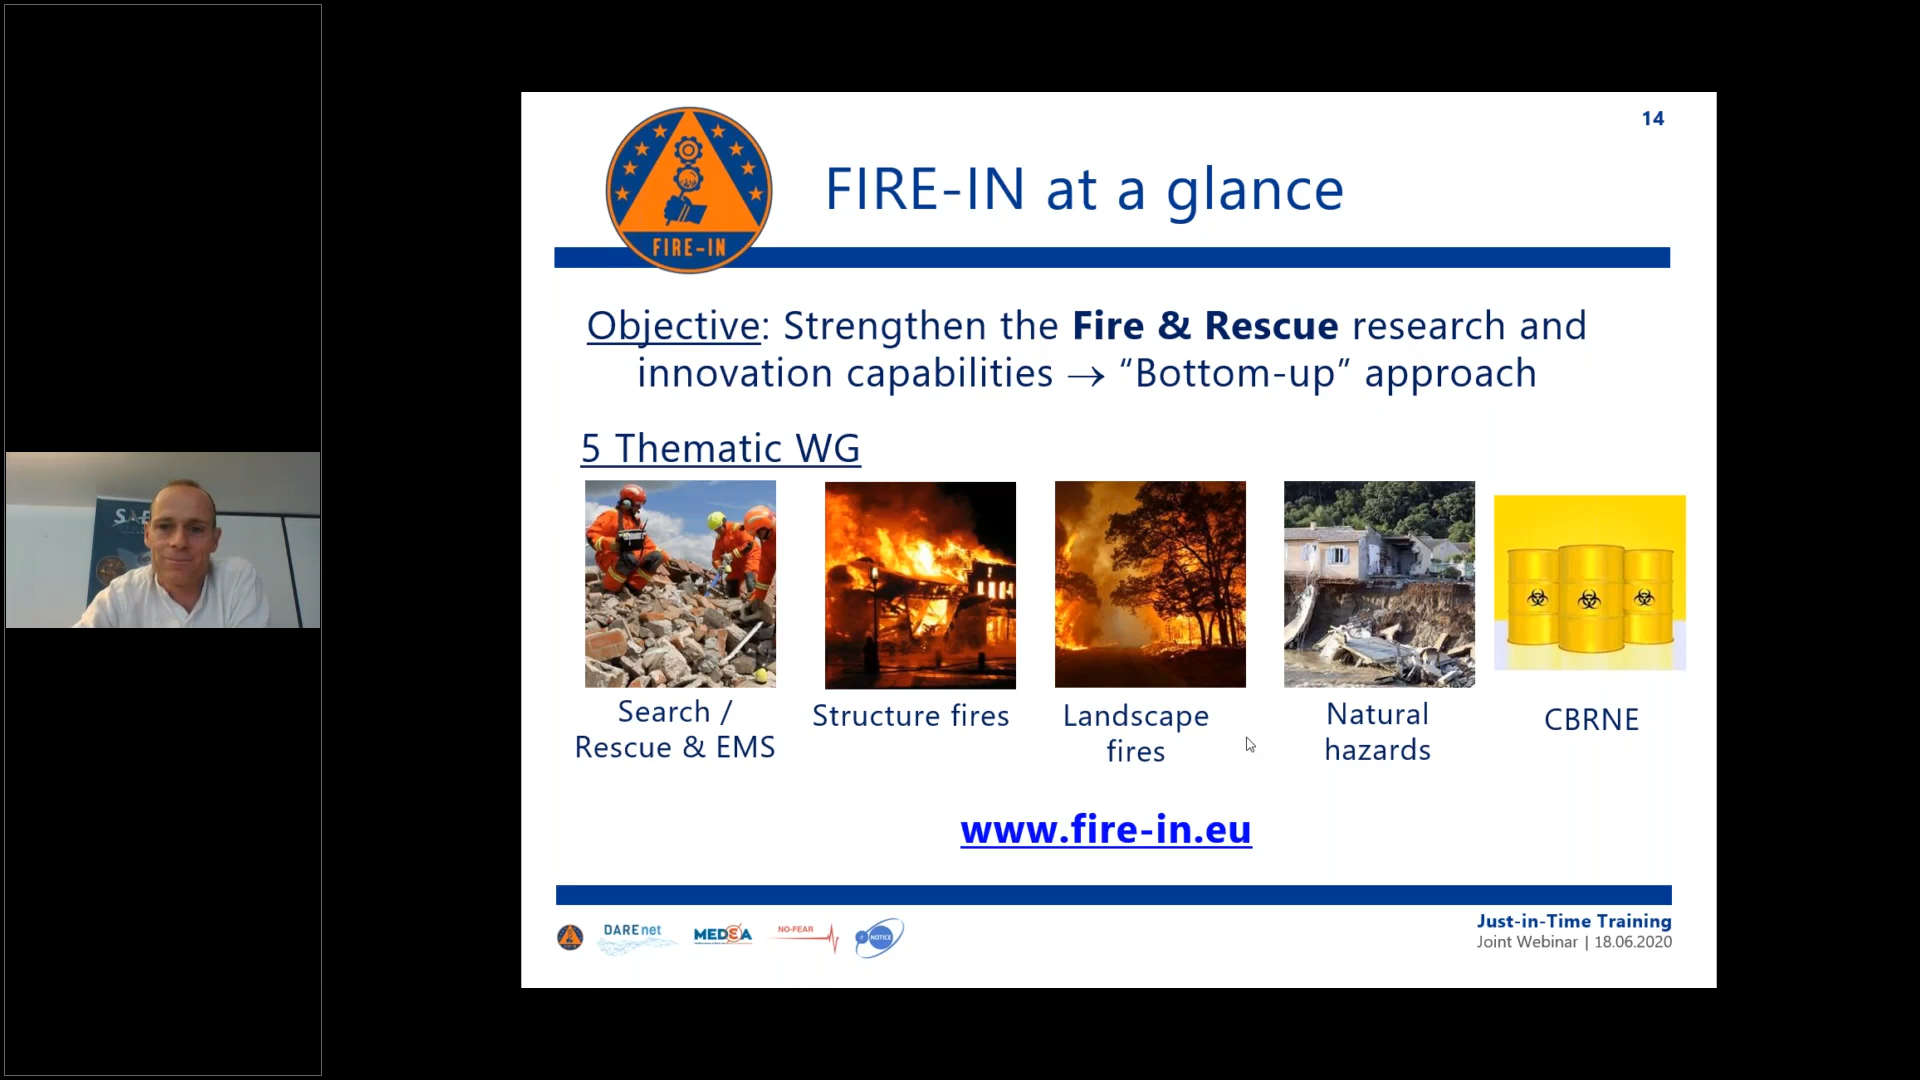 14
FIRE-IN
FIRE-IN at a glance
Objective: Strengthen the Fire & Rescue research and
innovation capabilities → “Bottom-up” approach
5 Thematic WG
Search /
Rescue & EMS
Structure fires
Landscape
fires
Natural
hazards
CBRNE
www.fire-in.eu
DAREnet
MEDEA
NO-FEAR
NOTICE
Just-in-Time Training
Joint Webinar | 18.06.2020